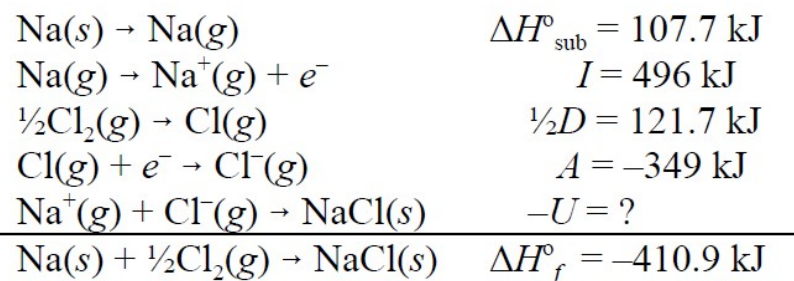 Na(s) → Na(g) ΔH°sub = 107.7 kJ
Na(g) → Na⁺(g) + e⁻ I = 496 kJ
½Cl₂(g) → Cl(g) ½D = 121.7 kJ
Cl(g) + e⁻ → Cl⁻(g) A = –349 kJ
Na⁺(g) + Cl⁻(g) → NaCl(s) –U = ?
Na(s) + ½Cl₂(g) → NaCl(s) ΔH°f = –410.9 kJ